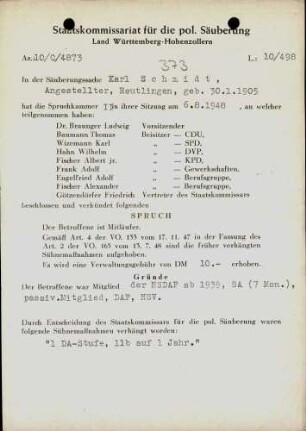 Staatskommissariat für die pol. Säuberung
Land Württemberg-Hohenzollern
Az.: 10/C/4873
L.: 10/498
373
In der Säuberungssache Karl Schmidt,
Angestellter, Reutlingen, geb. 30.1.1905
hat die Spruchkammer 13 in ihrer Sitzung am 6.8.1948, an welcher
teilgenommen haben:
Dr. Brauger Ludwig Vorsitzender
Baumann Thomas Beisitzer — CDU,
Wizemann Karl „ — SPD,
Hahn Wilhelm „ — DVP,
Fischer Albert jr. „ — KPD,
Frank Adolf „ — Gewerkschaften,
Engelfried Adolf „ — Berufsgruppe,
Fischer Alexander „ — Berufsgruppe,
Götzendörfer Friedrich Vertreter des Staatskommissars
beschlossen und verkündet folgenden
SPRUCH
Der Betroffene ist Mitläufer.
Gemäß Art. 4 der VO. 133 vom 17. 11. 47 in der Fassung des
Art. 2 der VO. 165 vom 13. 7. 48 sind die früher verhängten
Sühnemaßnahmen aufgehoben.
Es wird eine Verwaltungsgebühr von DM 10.- erhoben.
Gründe
Der Betroffene war Mitglied der NSDAP ab 1939, SA (7 Mon.),
passiv.Mitglied, DAF, NSV.
Durch Entscheidung des Staatskommissars für die pol. Säuberung waren
folgende Sühnemaßnahmen verhängt worden:
"1 DA-Stufe, 11b auf 1 Jahr."